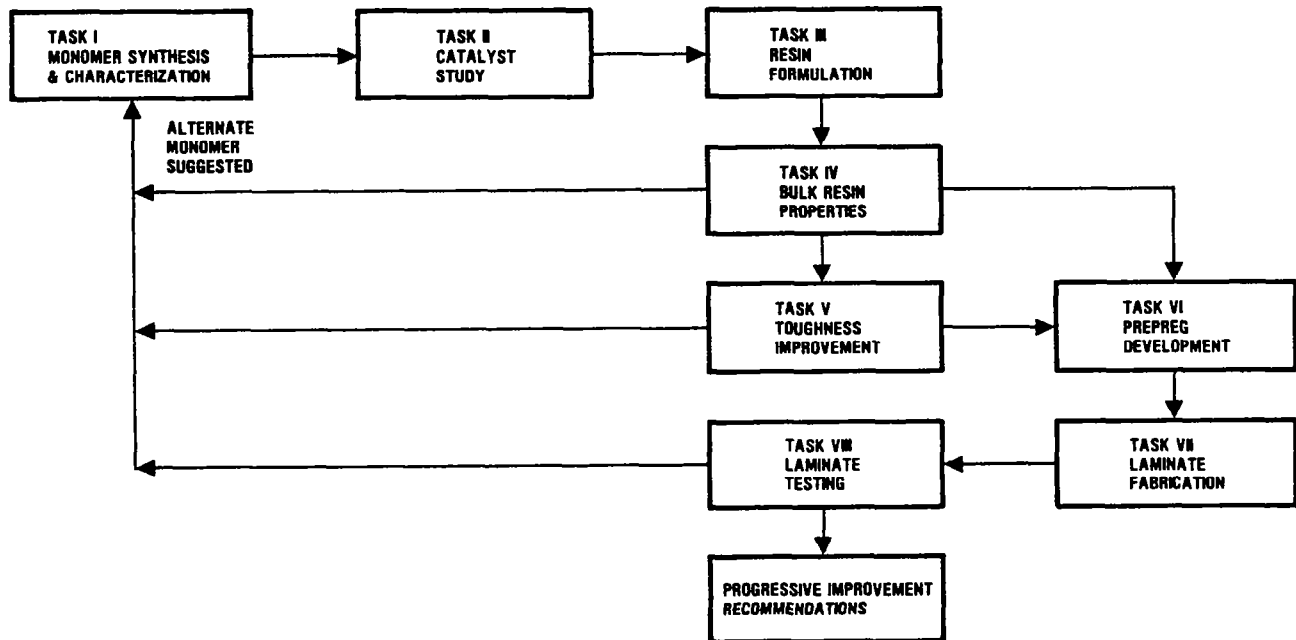 TASK I
MONOMER SYNTHESIS
& CHARACTERIZATION
TASK II
CATALYST
STUDY
TASK III
RESIN
FORMULATION
ALTERNATE
MONOMER
SUGGESTED
TASK IV
BULK RESIN
PROPERTIES
TASK V
TOUGHNESS
IMPROVEMENT
TASK VI
PREPREG
DEVELOPMENT
TASK VIII
LAMINATE
TESTING
TASK VII
LAMINATE
FABRICATION
PROGRESSIVE IMPROVEMENT
RECOMMENDATIONS